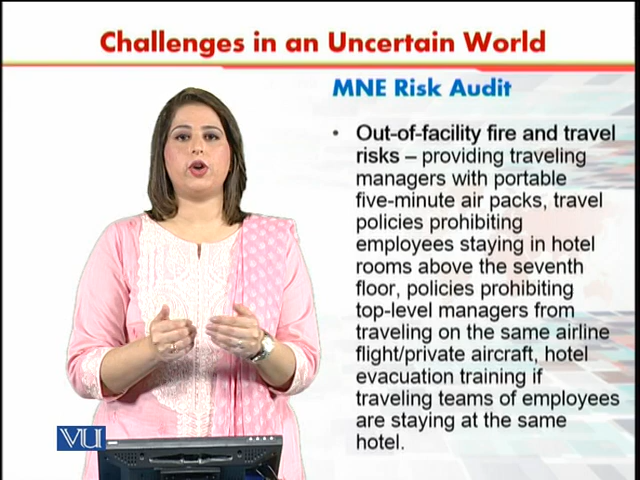 Challenges in an Uncertain World
MNE Risk Audit
• Out-of-facility fire and travel
risks – providing traveling
managers with portable
five-minute air packs, travel
policies prohibiting
employees staying in hotel
rooms above the seventh
floor, policies prohibiting
top-level managers from
traveling on the same airline
flight/private aircraft, hotel
evacuation training if
traveling teams of employees
are staying at the same
hotel.
VU